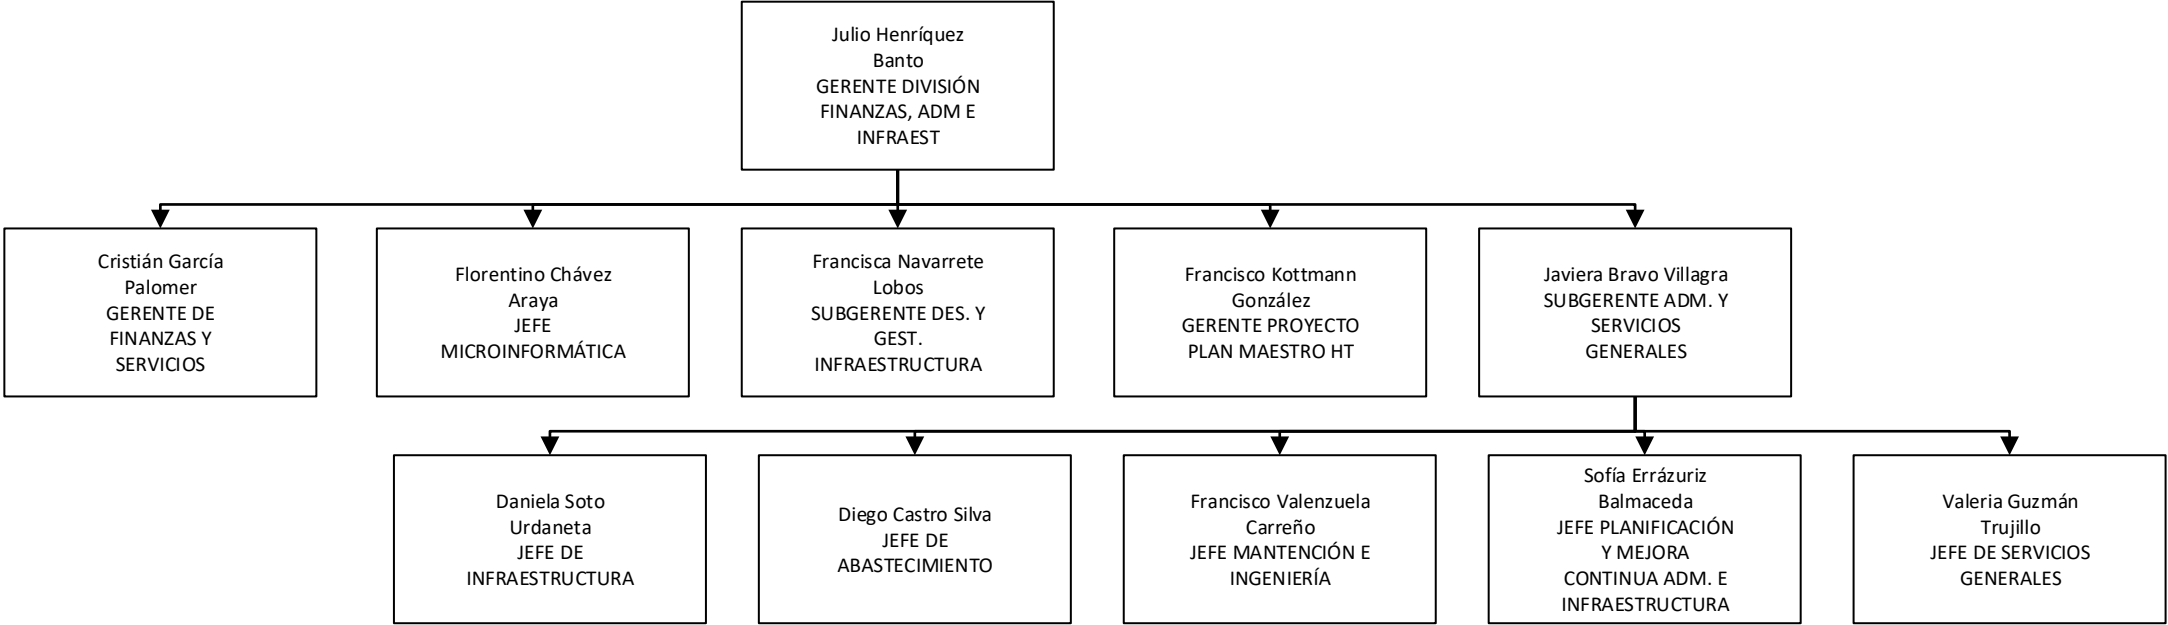 Julio Henríquez
Banto
GERENTE DIVISIÓN
FINANZAS, ADM E
INFRAEST
Cristián García
Palomer
GERENTE DE
FINANZAS Y
SERVICIOS
Florentino Chávez
Araya
JEFE
MICROINFORMÁTICA
Francisca Navarrete
Lobos
SUBGERENTE DES. Y
GEST.
INFRAESTRUCTURA
Francisco Kottmann
González
GERENTE PROYECTO
PLAN MAESTRO HT
Javiera Bravo Villagra
SUBGERENTE ADM. Y
SERVICIOS
GENERALES
Daniela Soto
Urdaneta
JEFE DE
INFRAESTRUCTURA
Diego Castro Silva
JEFE DE
ABASTECIMIENTO
Francisco Valenzuela
Carreño
JEFE MANTENCIÓN E
INGENIERÍA
Sofía Errázuriz
Balmaceda
JEFE PLANIFICACIÓN
Y MEJORA
CONTINUA ADM. E
INFRAESTRUCTURA
Valeria Guzmán
Trujillo
JEFE DE SERVICIOS
GENERALES